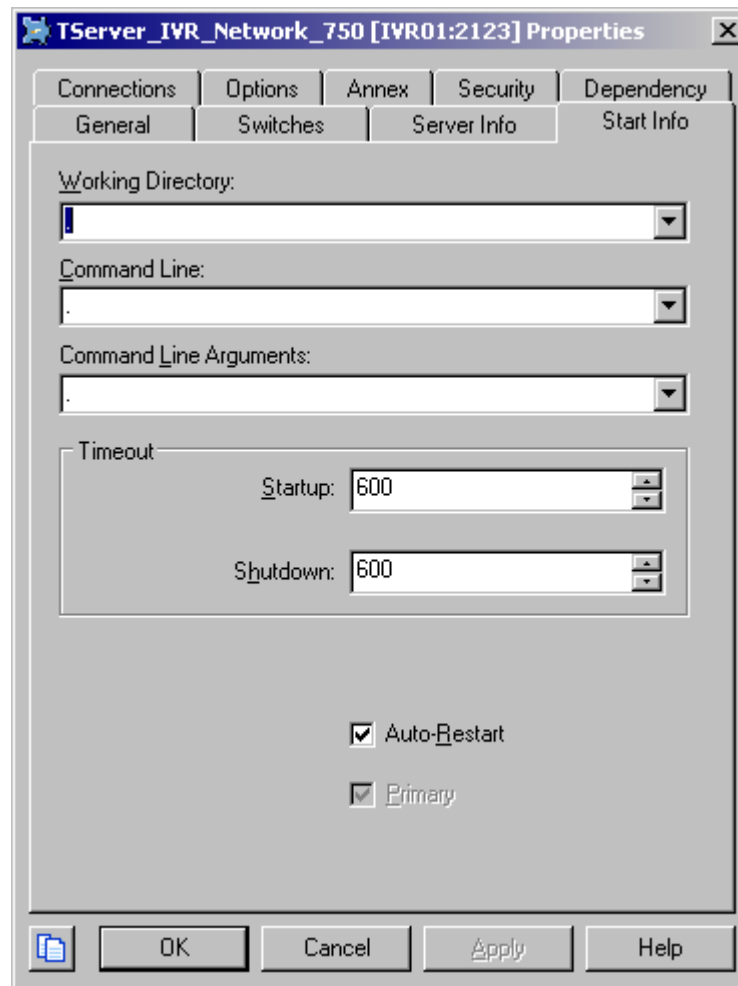 TServer_IVR_Network_750 [IVR01:2123] Properties
Connections Options Annex Security Dependency
General Switches Server Info Start Info
Working Directory:
.
Command Line:
.
Command Line Arguments:
.
Timeout
Startup: 600
Shutdown: 600
Auto-Restart
Primary
OK Cancel Apply Help